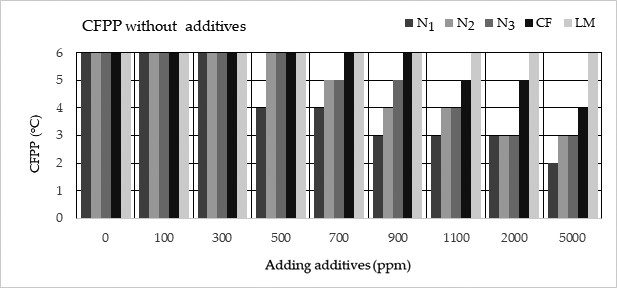 CFPP without additives
N1 N2 N3 CF LM
6
5
4
3
2
1
0
CFPP (°C)
0 100 300 500 700 900 1100 2000 5000
Adding additives (ppm)